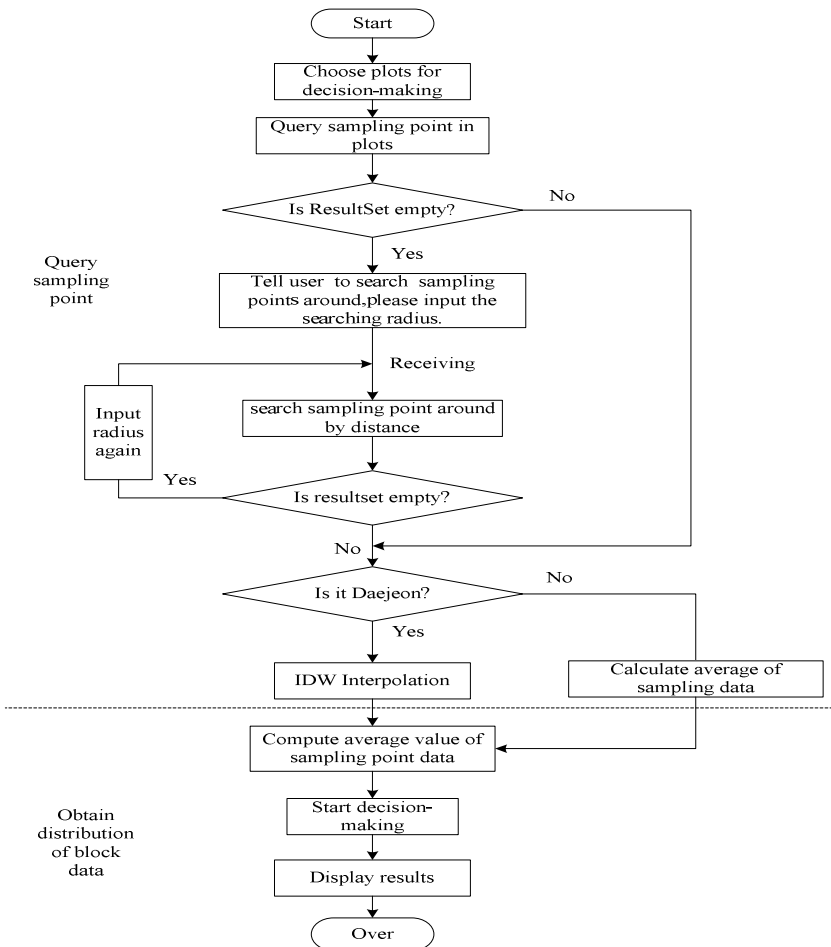 Start
Choose plots for
decision-making
Query sampling point in
plots
Is ResultSet empty?
No
Yes
Query
sampling
point
Tell user to search sampling
points around,please input the
searching radius.
Receiving
Input
radius
again
search sampling point around
by distance
Yes
Is resultset empty?
No
Is it Daejeon?
No
Yes
IDW Interpolation
Calculate average of
sampling data
Compute average value of
sampling point data
Start decision-
making
Obtain
distribution
of block
data
Display results
Over